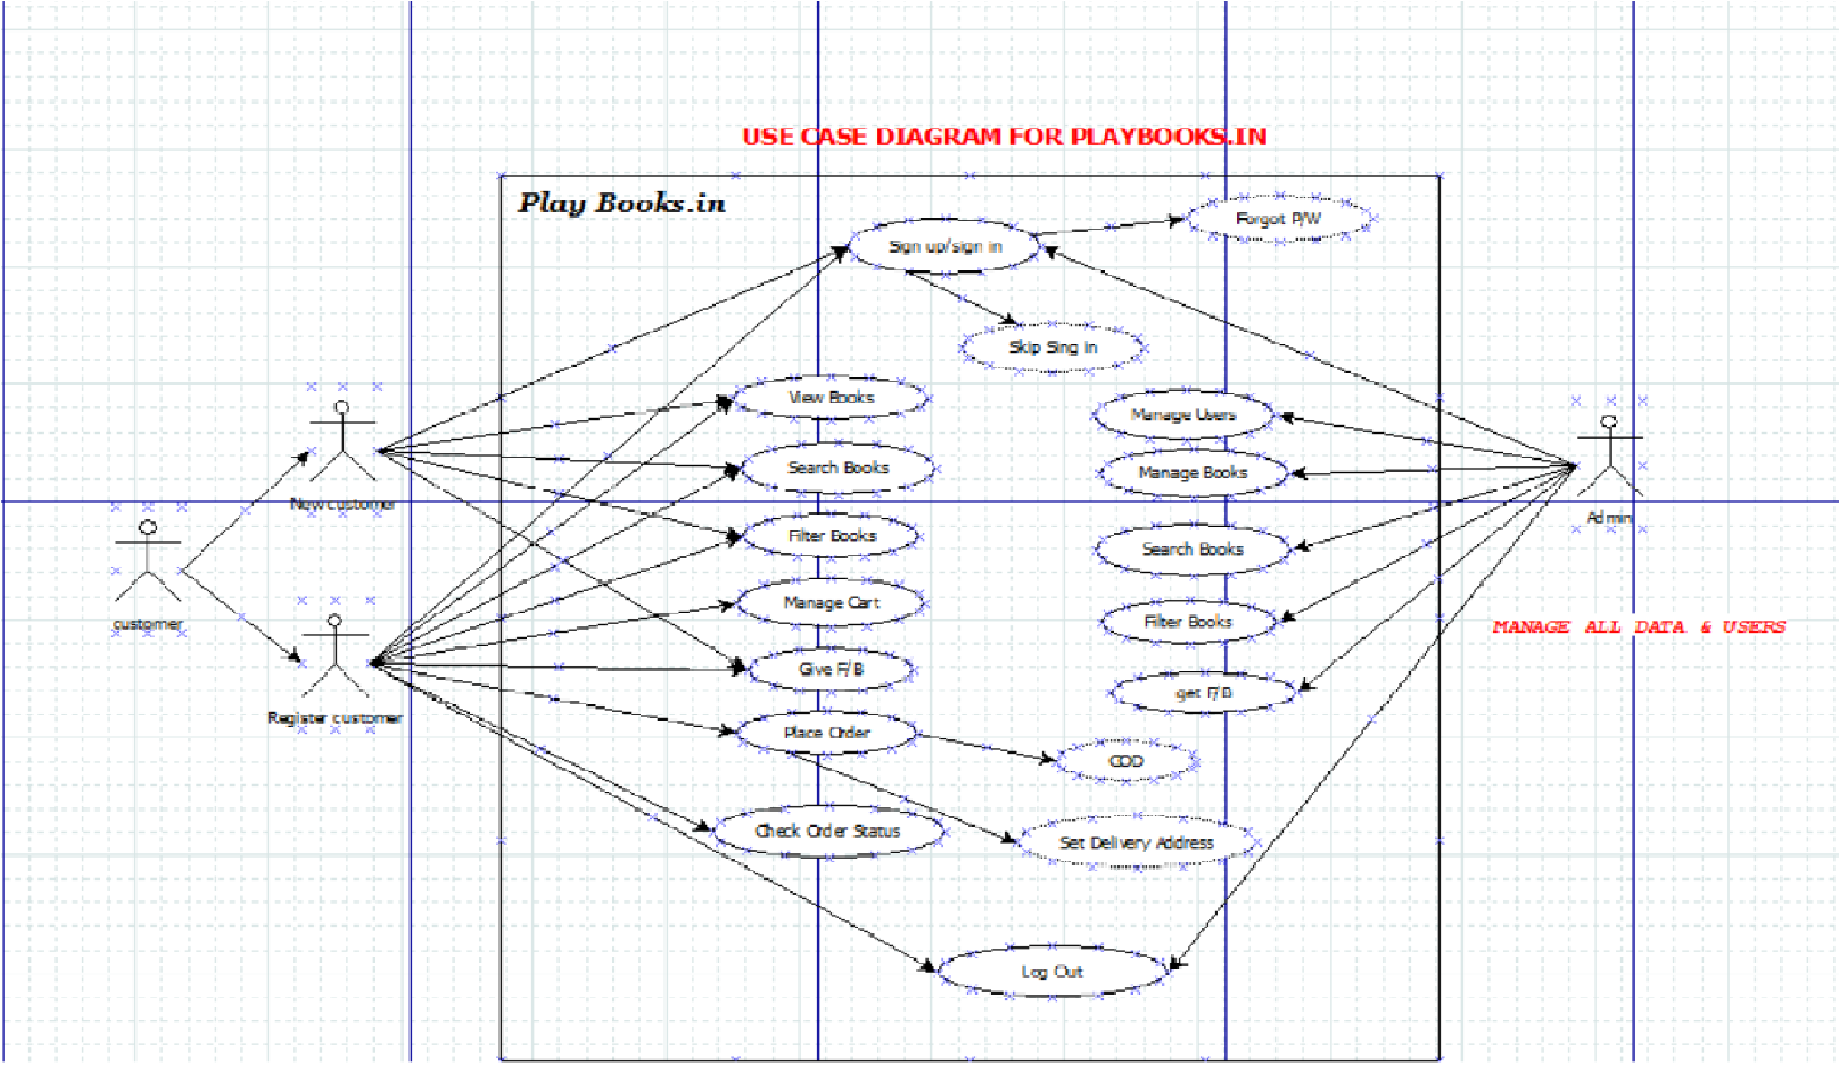 USE CASE DIAGRAM FOR PLAYBOOKS.IN
Play Books.in
Forgot P/W
Sign up/sign in
Skip Sing in
View Books
Manage Users
Search Books
Manage Books
New customer
Admin
Filter Books
Search Books
Manage Cart
Filter Books
customer
MANAGE ALL DATA & USERS
Give F/B
get F/B
Register customer
Place Order
COD
Check Order Status
Set Delivery Address
Log Out